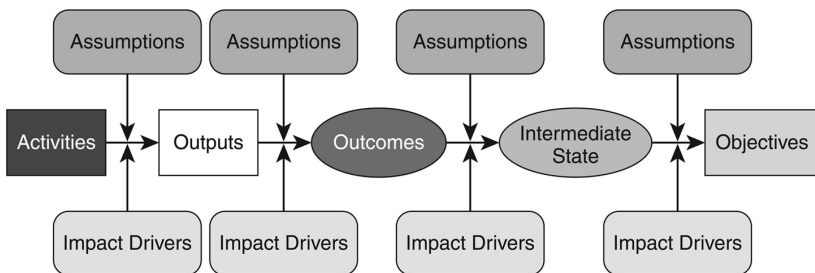 Assumptions
Assumptions
Assumptions
Assumptions
Activities
Outputs
Outcomes
Intermediate
State
Objectives
Impact Drivers
Impact Drivers
Impact Drivers
Impact Drivers